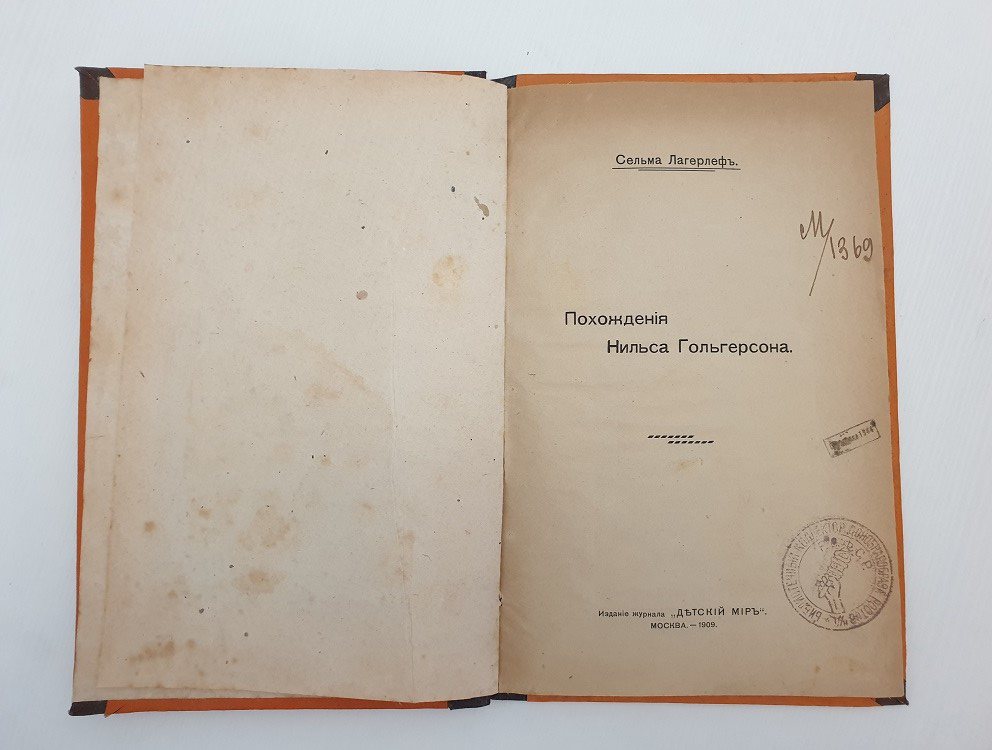 Сельма Лагерлефъ.
М/1369
Похожденія
Нильса Гольгерсона.
Изданіе журнала „ДѢТСКІЙ МІРЪ“.
МОСКВА.—1909.